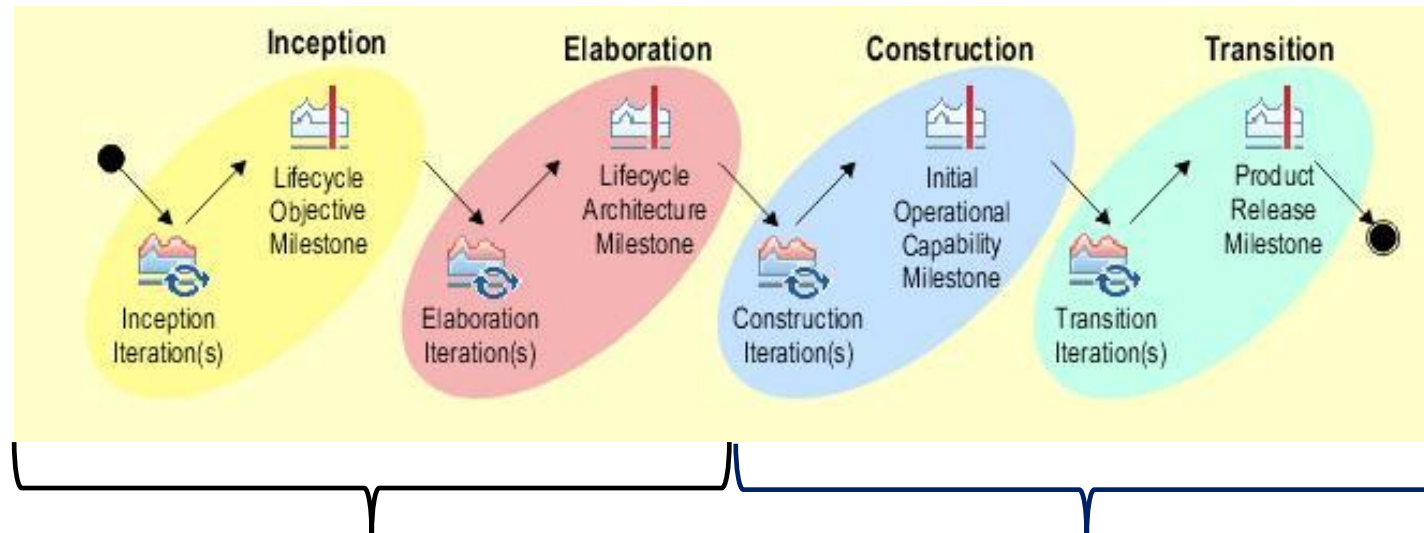 Inception
Elaboration
Construction
Transition
Lifecycle
Objective
Milestone
Inception
Iteration(s)
Lifecycle
Architecture
Milestone
Elaboration
Iteration(s)
Initial
Operational
Capability
Milestone
Construction
Iteration(s)
Product
Release
Milestone
Transition
Iteration(s)